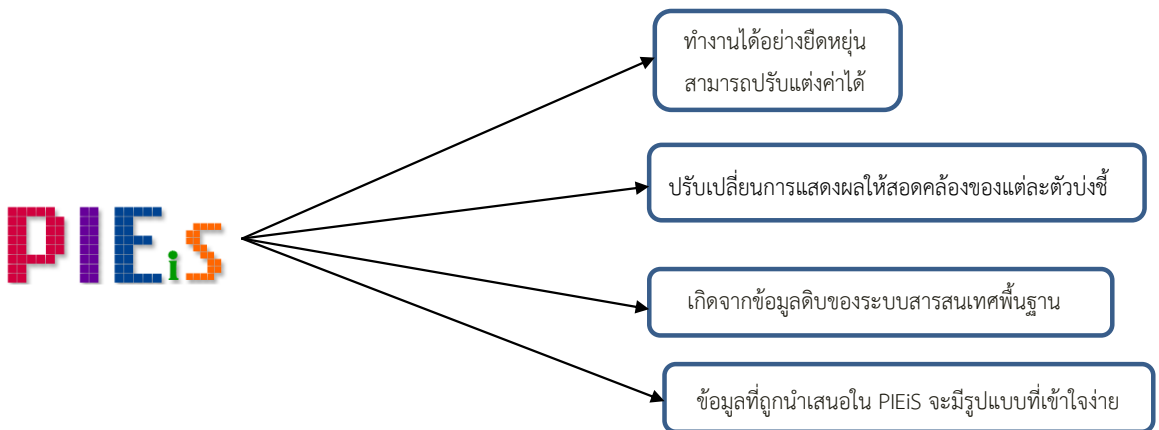 PIEiS
ทำงานได้อย่างยืดหยุ่น
สามารถปรับแต่งค่าได้
ปรับเปลี่ยนการแสดงผลให้สอดคล้องของแต่ละตัวบ่งชี้
เกิดจากข้อมูลดิบของระบบสารสนเทศพื้นฐาน
ข้อมูลที่ถูกนำเสนอใน PIEiS จะมีรูปแบบที่เข้าใจง่าย